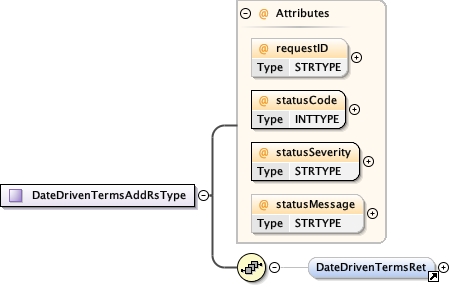 Attributes
@ requestID
Type STRTYPE
@ statusCode
Type INTTYPE
@ statusSeverity
Type STRTYPE
@ statusMessage
Type STRTYPE
DateDrivenTermsAddRsType
DateDrivenTermsRet